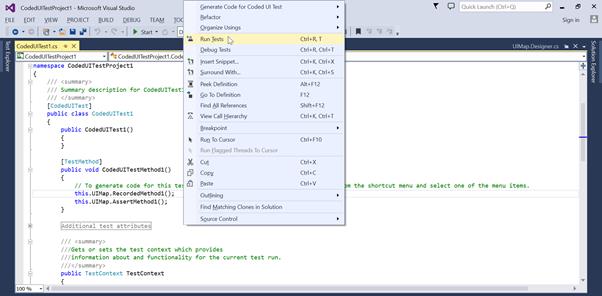 CodedUITestProject1 - Microsoft Visual Studio
Quick Launch (Ctrl+Q)
FILE EDIT VIEW PROJECT
Sign in
Start
Test Explorer
CodedUITest1.cs
UIMap.Designer.cs
Solution Explorer
CodedUITestProject1
CodedUITestMethod1()
namespace CodedUITestProject1
{
/// <summary>
/// Summary description for CodedUITest
/// </summary>
[CodedUITest]
public class CodedUITest1
{
public CodedUITest1()
{
}
[TestMethod]
public void CodedUITestMethod1()
{
// To generate code for this tes
m the shortcut menu and select one of the menu items.
this.UIMap.RecordedMethod1();
this.UIMap.AssertMethod1();
}
Additional test attributes
/// <summary>
///Gets or sets the test context which provides
///information about and functionality for the current test run.
///</summary>
public TestContext TestContext
{
100 %
Generate Code for Coded UI Test
Refactor
Organize Usings
Run Tests Ctrl+R, T
Debug Tests Ctrl+R, Ctrl+T
Insert Snippet... Ctrl+K, Ctrl+X
Surround With... Ctrl+K, Ctrl+S
Peek Definition Alt+F12
Go To Definition F12
Find All References Shift+F12
View Call Hierarchy Ctrl+K, Ctrl+T
Breakpoint
Run To Cursor Ctrl+F10
Run Flagged Threads To Cursor
Cut Ctrl+X
Copy Ctrl+C
Paste Ctrl+V
Outlining
Find Matching Clones in Solution
Source Control